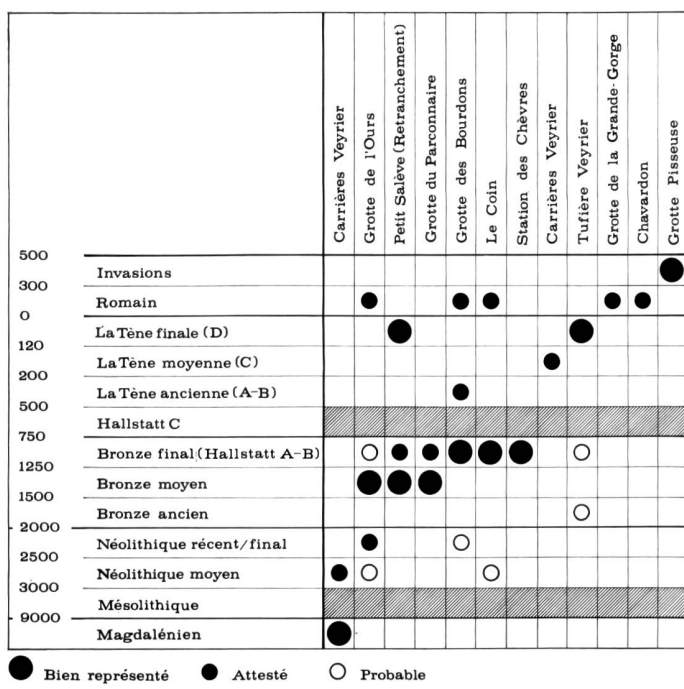 Carrières Veyrier
Grotte de l'Ours
Petit Salève (Retranchement)
Grotte du Parconnaire
Grotte des Bourdons
Le Coin
Station des Chèvres
Carrières Veyrier
Tufière Veyrier
Grotte de la Grande-Gorge
Chavardon
Grotte Pisseuse
500
Invasions
300
Romain
0
La Tène finale (D)
120
La Tène moyenne (C)
200
La Tène ancienne (A-B)
500
Hallstatt C
750
Bronze final (Hallstatt A-B)
1250
Bronze moyen
1500
Bronze ancien
2000
Néolithique récent/final
2500
Néolithique moyen
3000
Mésolithique
9000
Magdalénien
Bien représenté Attesté Probable